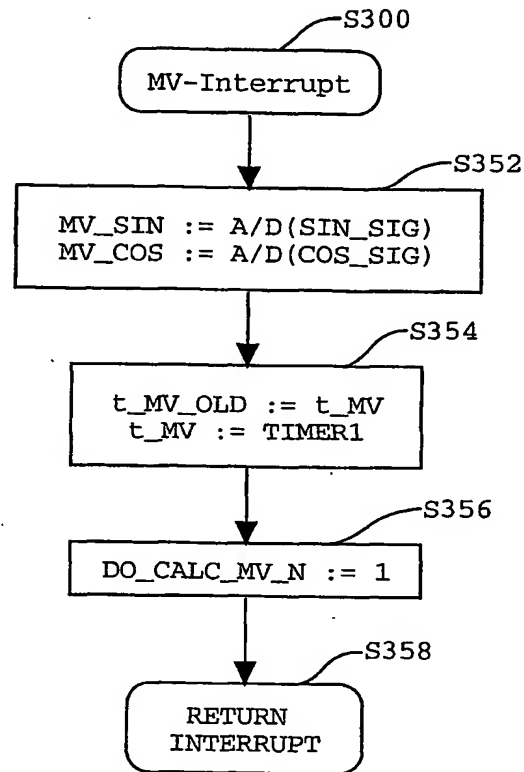 S300
MV-Interrupt
S352
MV_SIN := A/D(SIN_SIG)
MV_COS := A/D(COS_SIG)
S354
t_MV_OLD := t_MV
t_MV := TIMER1
S356
DO_CALC_MV_N := 1
S358
RETURN
INTERRUPT